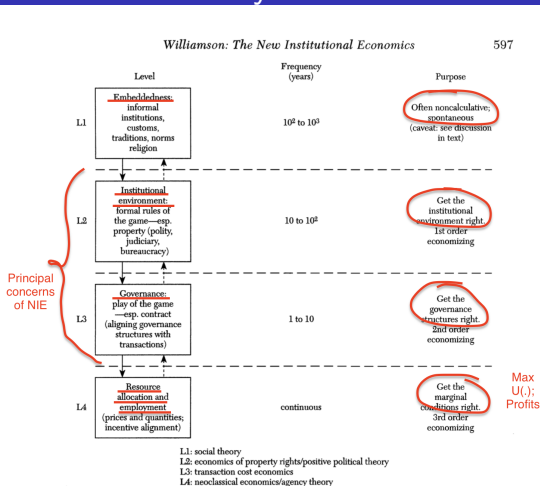 Williamson: The New Institutional Economics 597
Level
Frequency
(years)
Purpose
L1
Embeddedness:
informal
institutions,
customs,
traditions, norms
religion
10² to 10³
Often noncalculative;
spontaneous
(caveat: see discussion
in text)
L2
Institutional
environment:
formal rules of
the game—esp.
property (polity,
judiciary,
bureaucracy)
10 to 10²
Get the
institutional
environment right.
1st order
economizing
Principal
concerns
of NIE
L3
Governance:
play of the game
—esp. contract
(aligning governance
structures with
transactions)
1 to 10
Get the
governance
structures right.
2nd order
economizing
L4
Resource
allocation and
employment
(prices and quantities;
incentive alignment)
continuous
Get the
marginal
conditions right.
3rd order
economizing
Max
U(.);
Profits
L1: social theory
L2: economics of property rights/positive political theory
L3: transaction cost economics
L4: neoclassical economics/agency theory